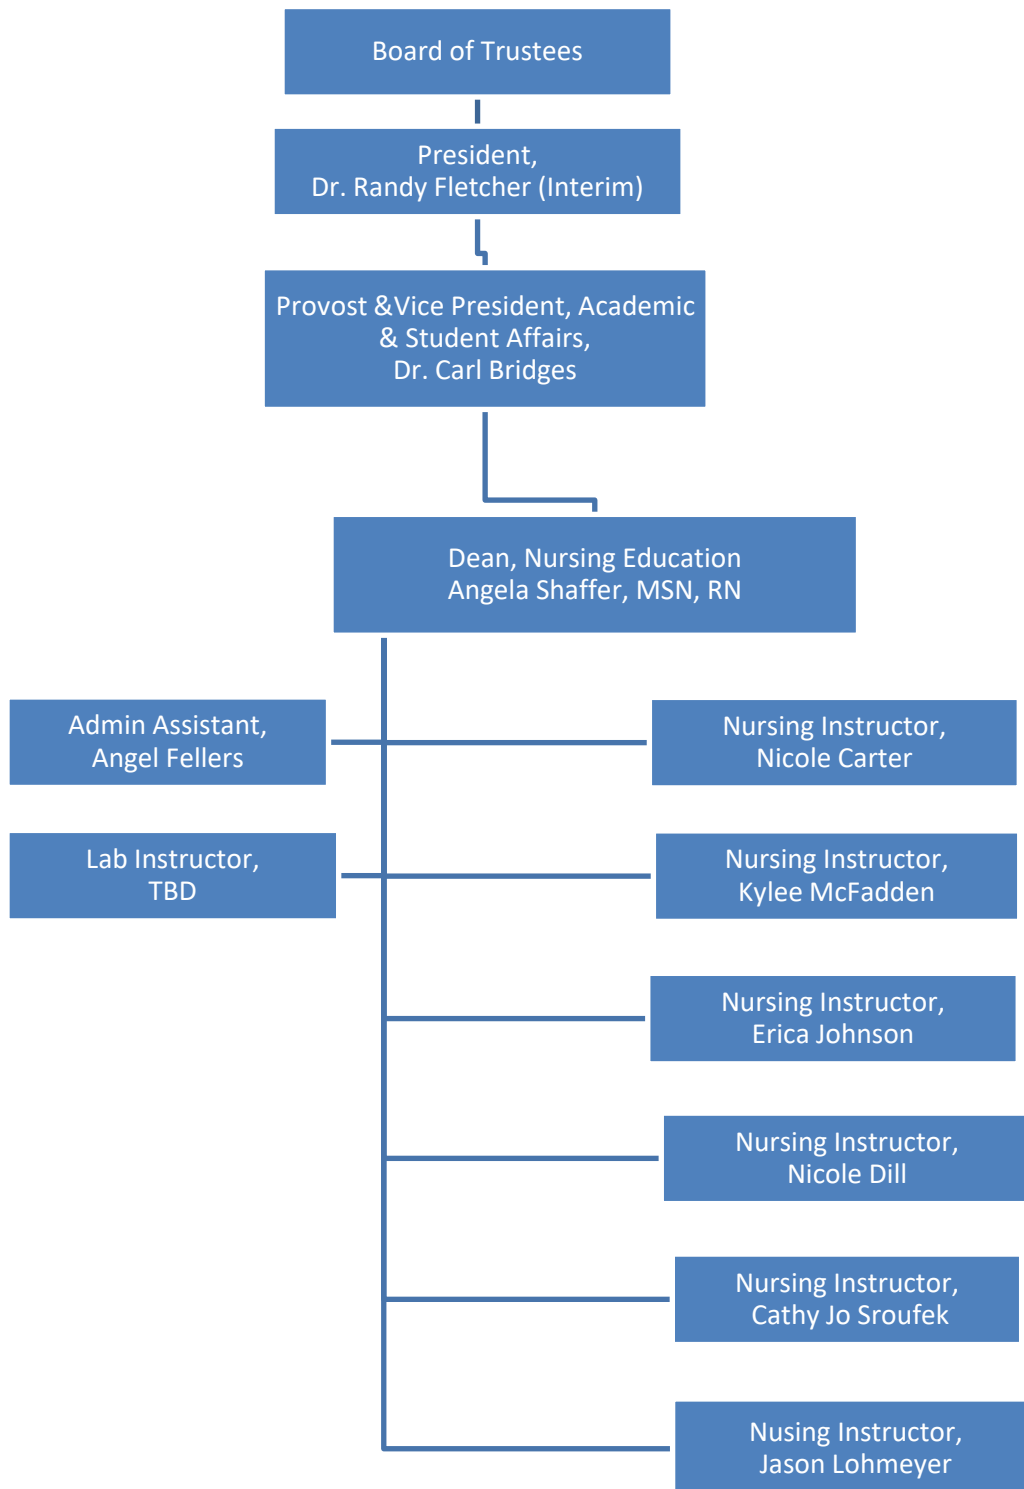 Board of Trustees
President,
Dr. Randy Fletcher (Interim)
Provost &Vice President, Academic
& Student Affairs,
Dr. Carl Bridges
Dean, Nursing Education
Angela Shaffer, MSN, RN
Admin Assistant,
Angel Fellers
Nursing Instructor,
Nicole Carter
Lab Instructor,
TBD
Nursing Instructor,
Kylee McFadden
Nursing Instructor,
Erica Johnson
Nursing Instructor,
Nicole Dill
Nursing Instructor,
Cathy Jo Sroufek
Nusing Instructor,
Jason Lohmeyer